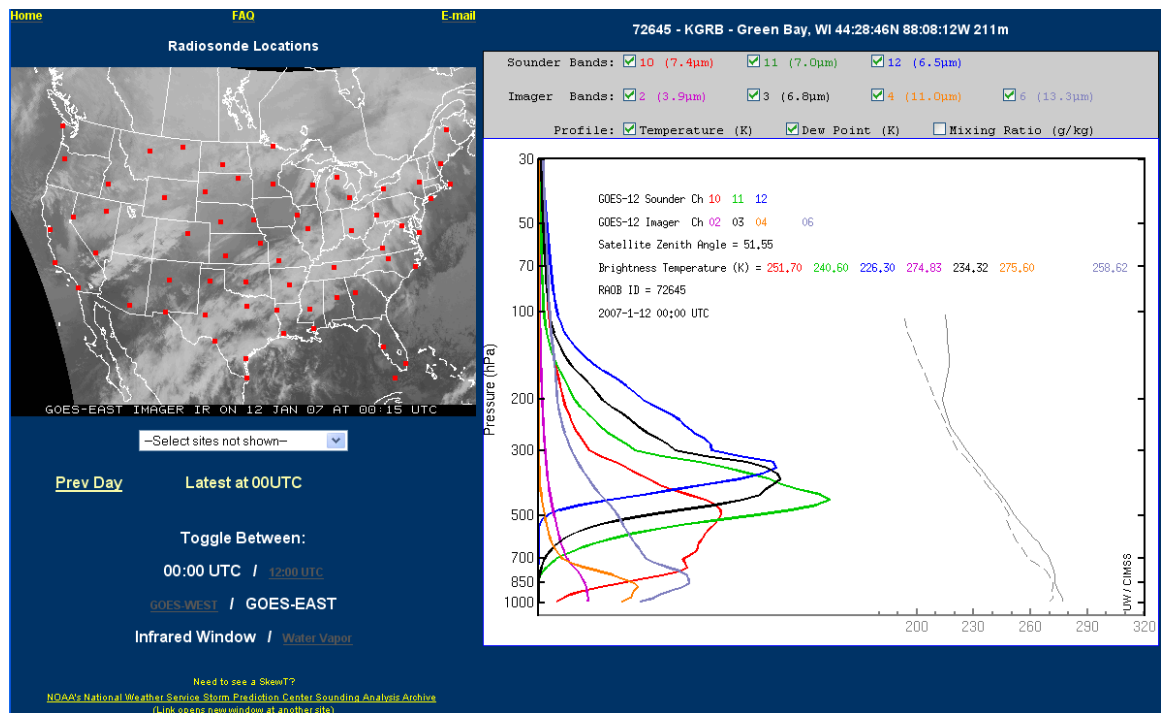 Home FAQ E-mail
Radiosonde Locations
GOES-EAST IMAGER IR ON 12 JAN 07 AT 00:15 UTC
--Select sites not shown--
Prev Day Latest at 00UTC
Toggle Between:
00:00 UTC / 12:00 UTC
GOES-WEST / GOES-EAST
Infrared Window / Water Vapor
Need to see a SkewT?
NOAA's National Weather Service Storm Prediction Center Sounding Analysis Archive
(Link opens new window at another site)
72645 - KGRB - Green Bay, WI 44:28:46N 88:08:12W 211m
Sounder Bands: 10 (7.4µm) 11 (7.0µm) 12 (6.5µm)
Imager Bands: 2 (3.9µm) 3 (6.8µm) 4 (11.0µm) 6 (13.3µm)
Profile: Temperature (K) Dew Point (K) Mixing Ratio (g/kg)
GOES-12 Sounder Ch 10 11 12
GOES-12 Imager Ch 02 03 04 06
Satellite Zenith Angle = 51.55
Brightness Temperature (K) = 251.70 240.60 226.30 274.83 234.32 275.60 258.62
RAOB ID = 72645
2007-1-12 00:00 UTC
Pressure (hPa)
30
50
70
100
200
300
500
700
850
1000
UW / CIMSS
200 230 260 290 320